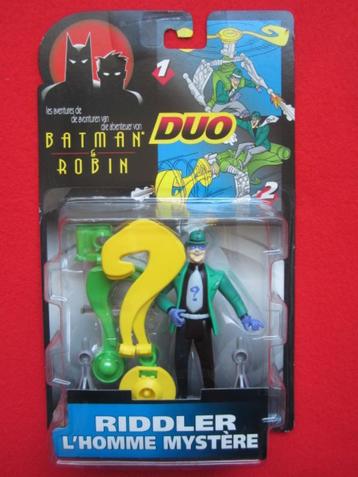 1
les aventures de
de avonturen van
die abenteuer von
BATMAN
&
ROBIN
DUO
2
?
?
RIDDLER
L'HOMME MYSTÈRE